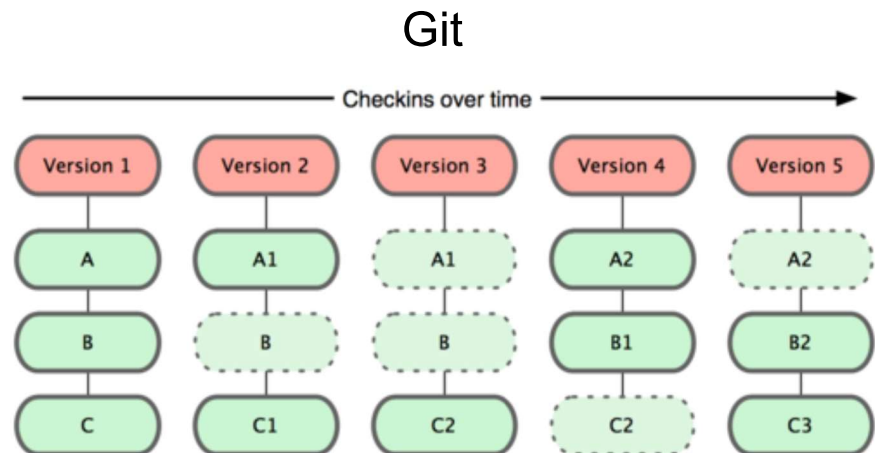 Git
Checkins over time
Version 1 Version 2 Version 3 Version 4 Version 5
A A1 A1 A2 A2
B B B B1 B2
C C1 C2 C2 C3